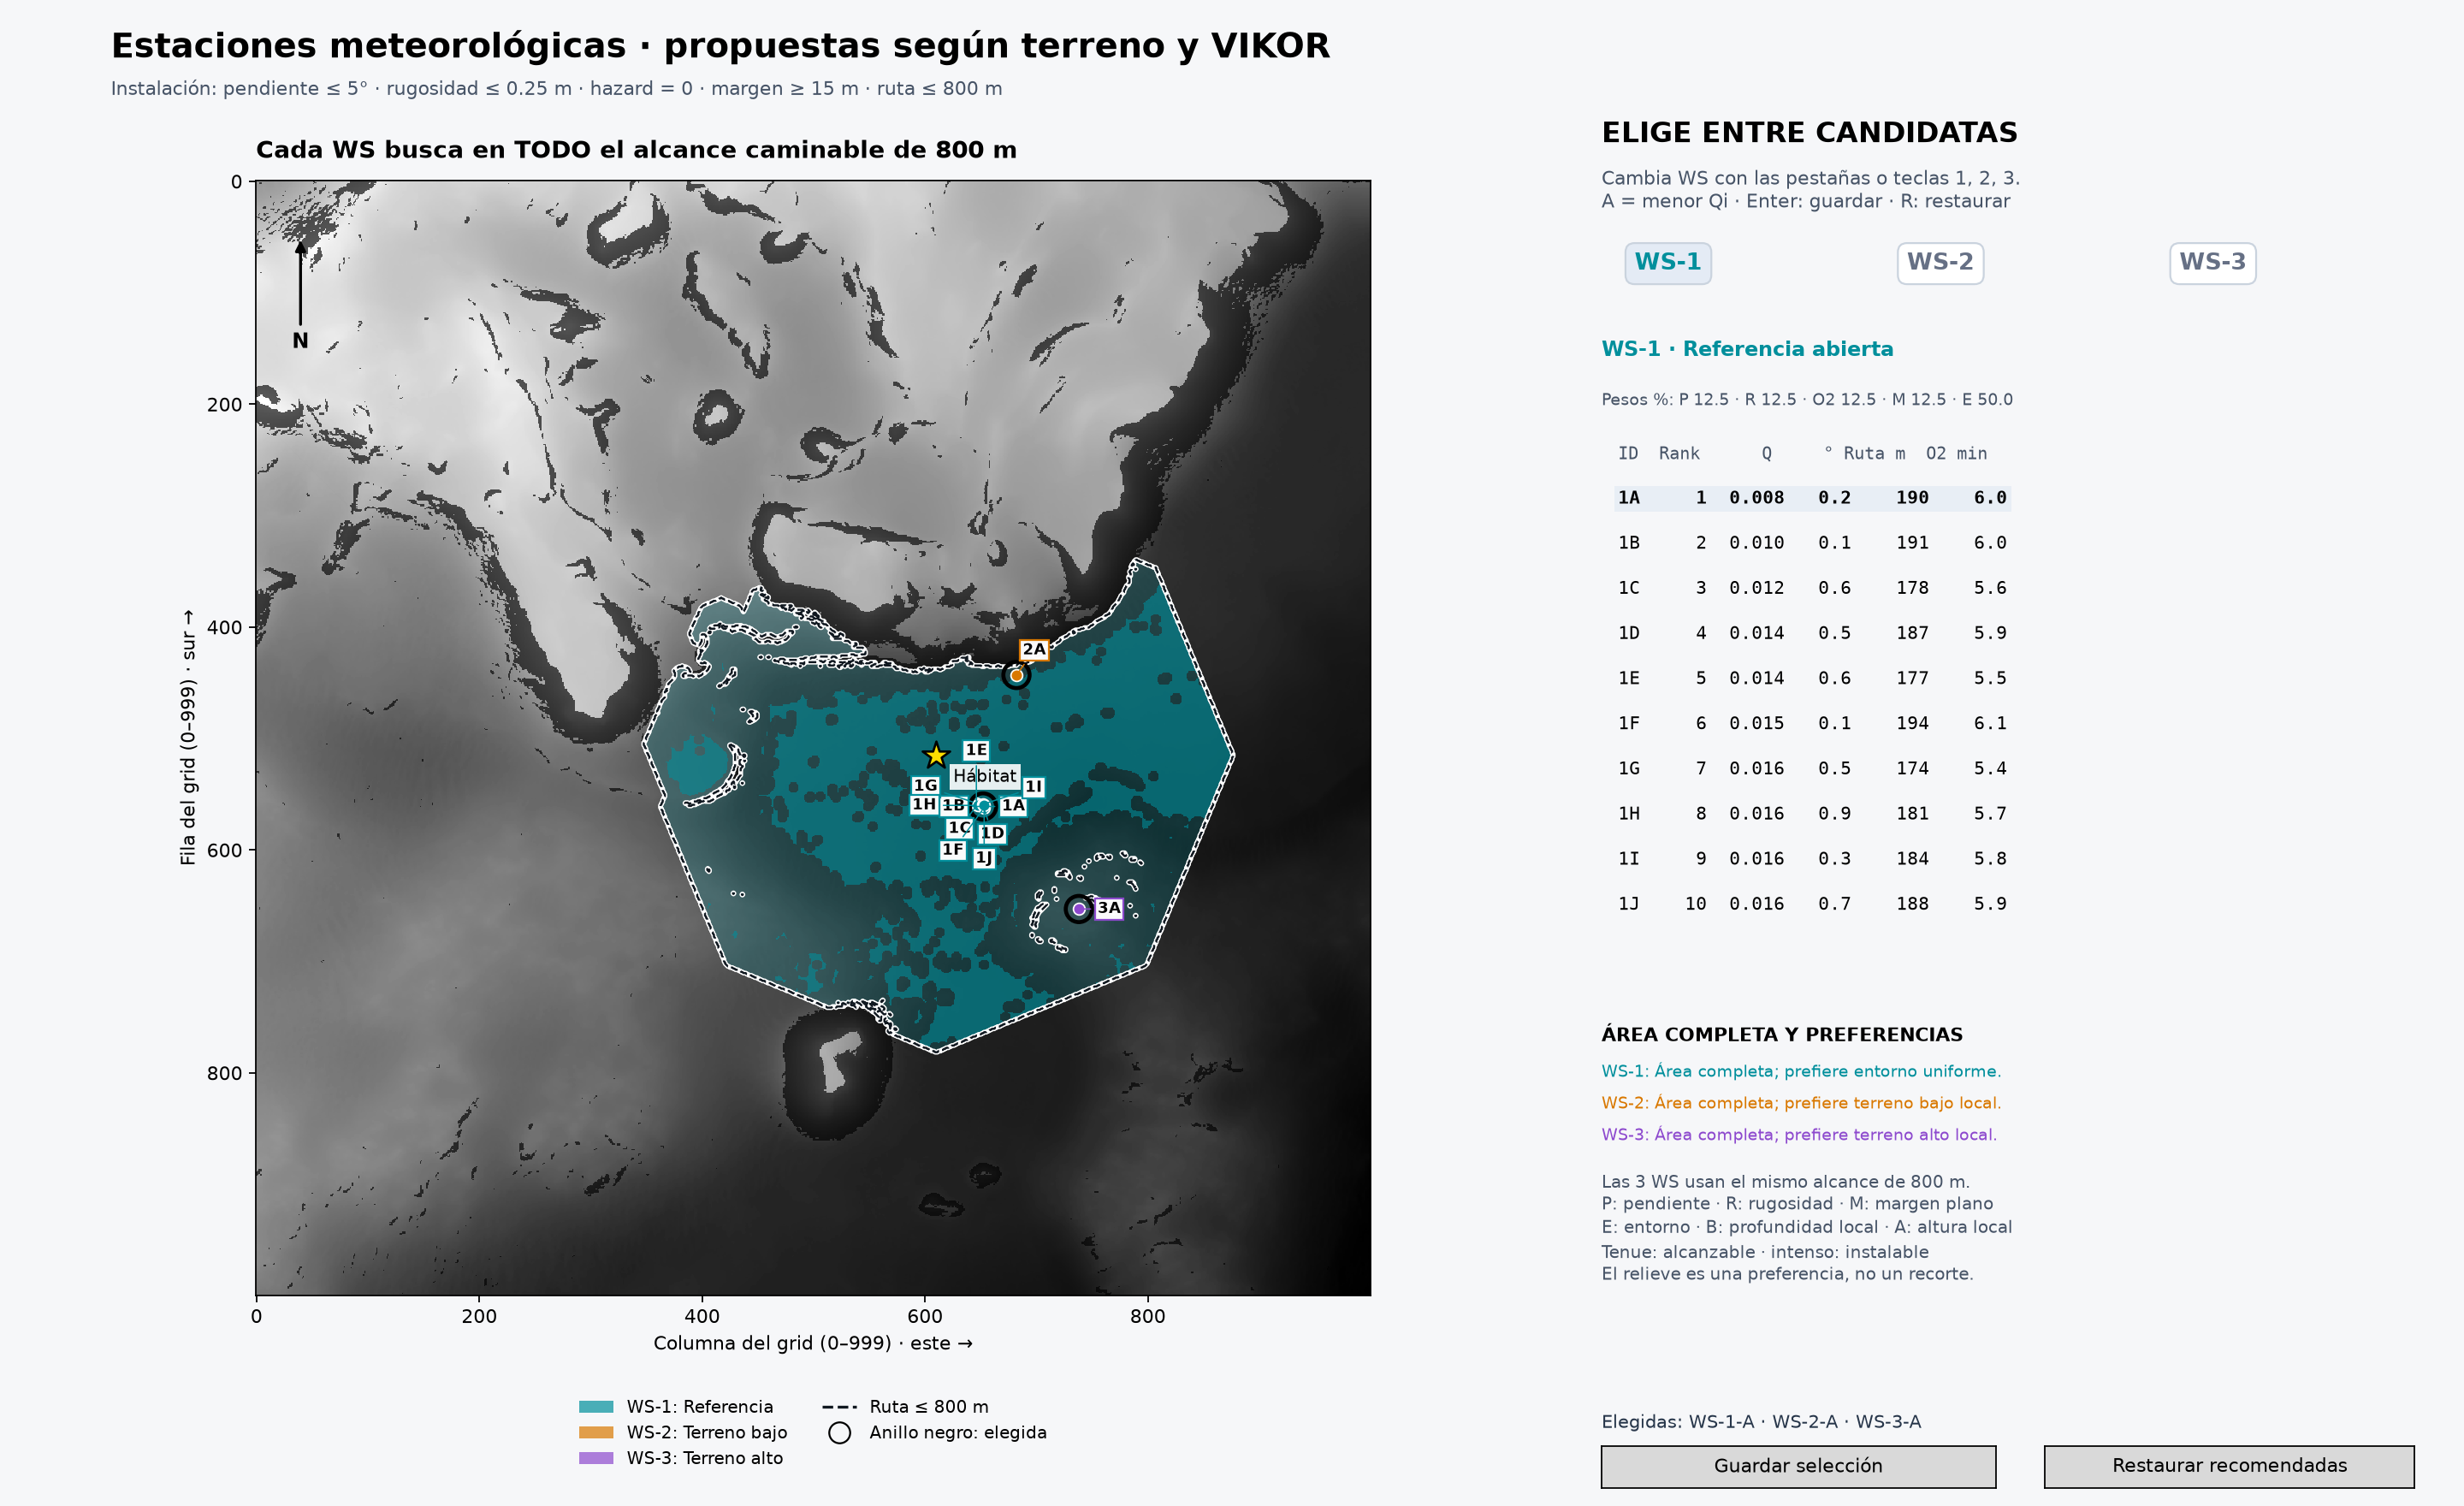 Estaciones meteorológicas · propuestas según terreno y VIKOR
Instalación: pendiente ≤ 5° · rugosidad ≤ 0.25 m · hazard = 0 · margen ≥ 15 m · ruta ≤ 800 m
Cada WS busca en TODO el alcance caminable de 800 m
0
200
400
600
800
Fila del grid (0–999) · sur →
N
2A
1E
Hábitat
1G
1I
1H
1B
1A
1C
1D
1F
1J
3A
0
200
400
600
800
Columna del grid (0–999) · este →
WS-1: Referencia
WS-2: Terreno bajo
WS-3: Terreno alto
Ruta ≤ 800 m
Anillo negro: elegida
ELIGE ENTRE CANDIDATAS
Cambia WS con las pestañas o teclas 1, 2, 3.
A = menor Qi · Enter: guardar · R: restaurar
WS-1
WS-2
WS-3
WS-1 · Referencia abierta
Pesos %: P 12.5 · R 12.5 · O2 12.5 · M 12.5 · E 50.0
ID Rank Q ° Ruta m O2 min
1A 1 0.008 0.2 190 6.0
1B 2 0.010 0.1 191 6.0
1C 3 0.012 0.6 178 5.6
1D 4 0.014 0.5 187 5.9
1E 5 0.014 0.6 177 5.5
1F 6 0.015 0.1 194 6.1
1G 7 0.016 0.5 174 5.4
1H 8 0.016 0.9 181 5.7
1I 9 0.016 0.3 184 5.8
1J 10 0.016 0.7 188 5.9
ÁREA COMPLETA Y PREFERENCIAS
WS-1: Área completa; prefiere entorno uniforme.
WS-2: Área completa; prefiere terreno bajo local.
WS-3: Área completa; prefiere terreno alto local.
Las 3 WS usan el mismo alcance de 800 m.
P: pendiente · R: rugosidad · M: margen plano
E: entorno · B: profundidad local · A: altura local
Tenue: alcanzable · intenso: instalable
El relieve es una preferencia, no un recorte.
Elegidas: WS-1-A · WS-2-A · WS-3-A
Guardar selección
Restaurar recomendadas